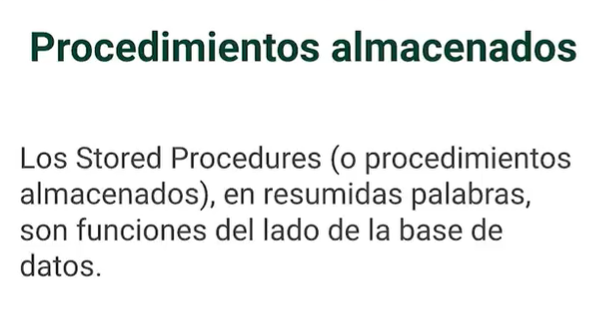 Procedimientos almacenados
Los Stored Procedures (o procedimientos
almacenados), en resumidas palabras,
son funciones del lado de la base de
datos.